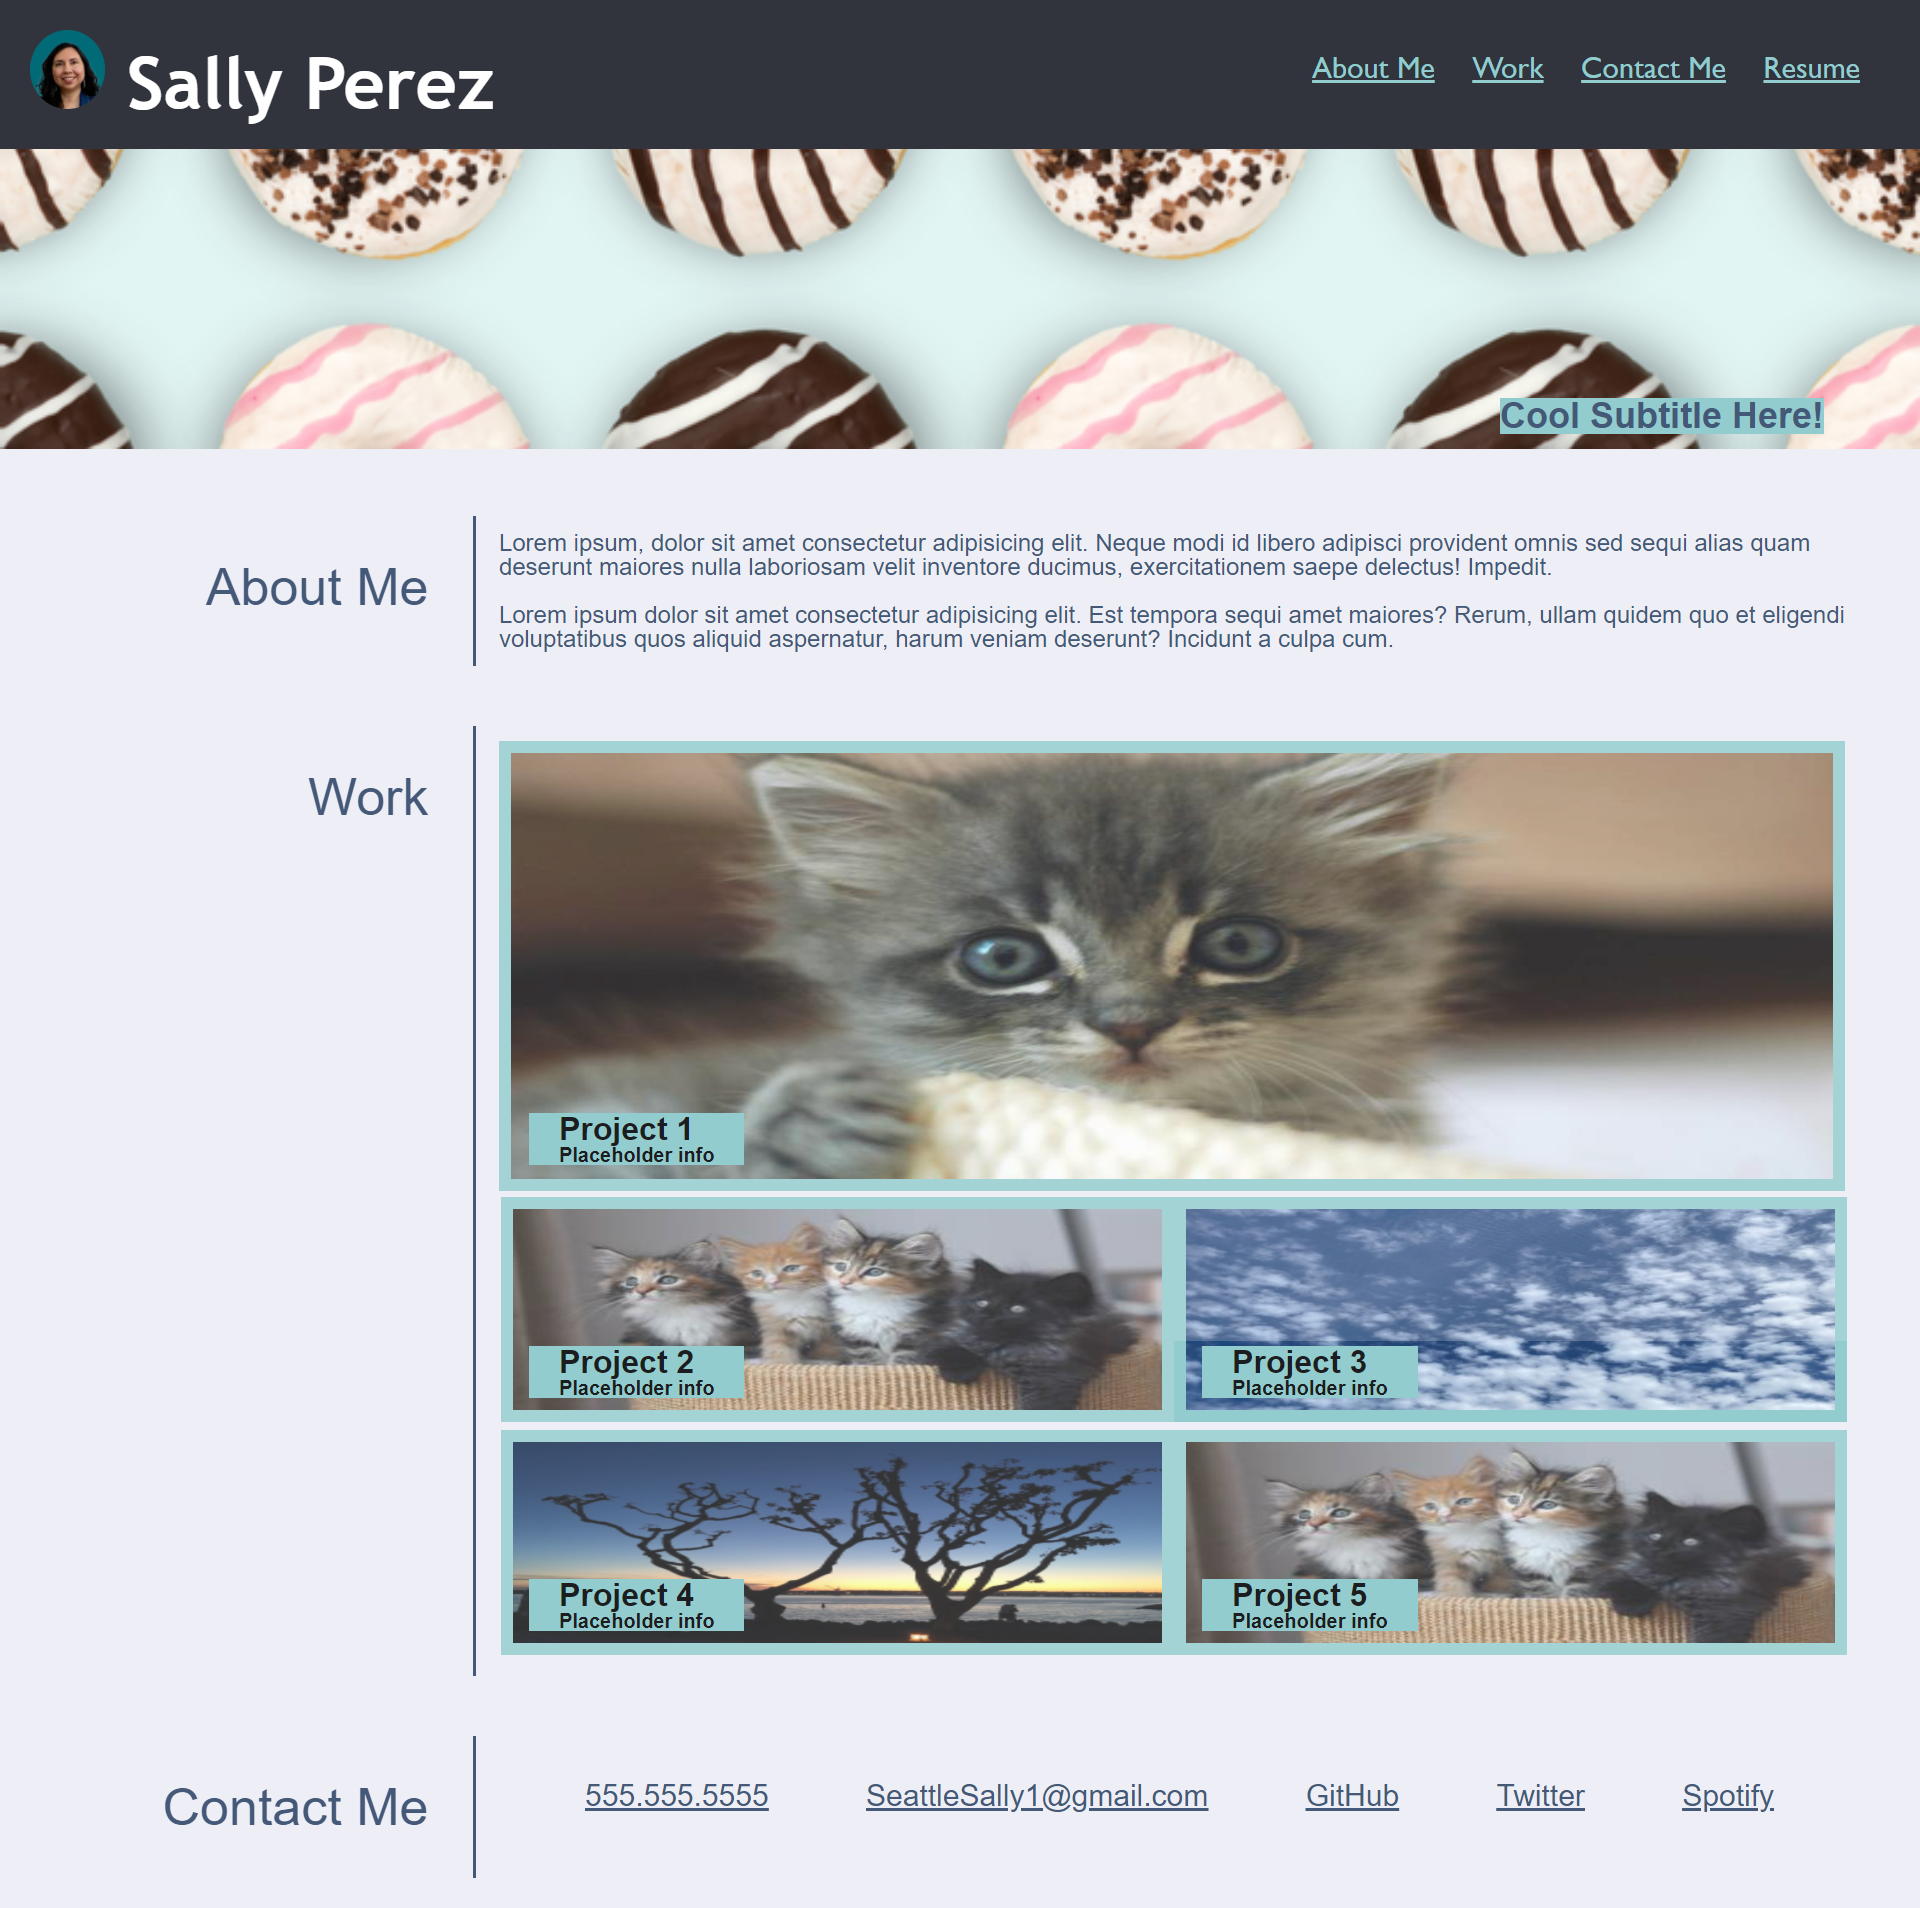 Sally Perez
About Me Work Contact Me Resume
Cool Subtitle Here!
About Me
Lorem ipsum, dolor sit amet consectetur adipisicing elit. Neque modi id libero adipisci provident omnis sed sequi alias quam
deserunt maiores nulla laboriosam velit inventore ducimus, exercitationem saepe delectus! Impedit.
Lorem ipsum dolor sit amet consectetur adipisicing elit. Est tempora sequi amet maiores? Rerum, ullam quidem quo et eligendi
voluptatibus quos aliquid aspernatur, harum veniam deserunt? Incidunt a culpa cum.
Work
Project 1
Placeholder info
Project 2
Placeholder info
Project 3
Placeholder info
Project 4
Placeholder info
Project 5
Placeholder info
Contact Me
555.555.5555 SeattleSally1@gmail.com GitHub Twitter Spotify